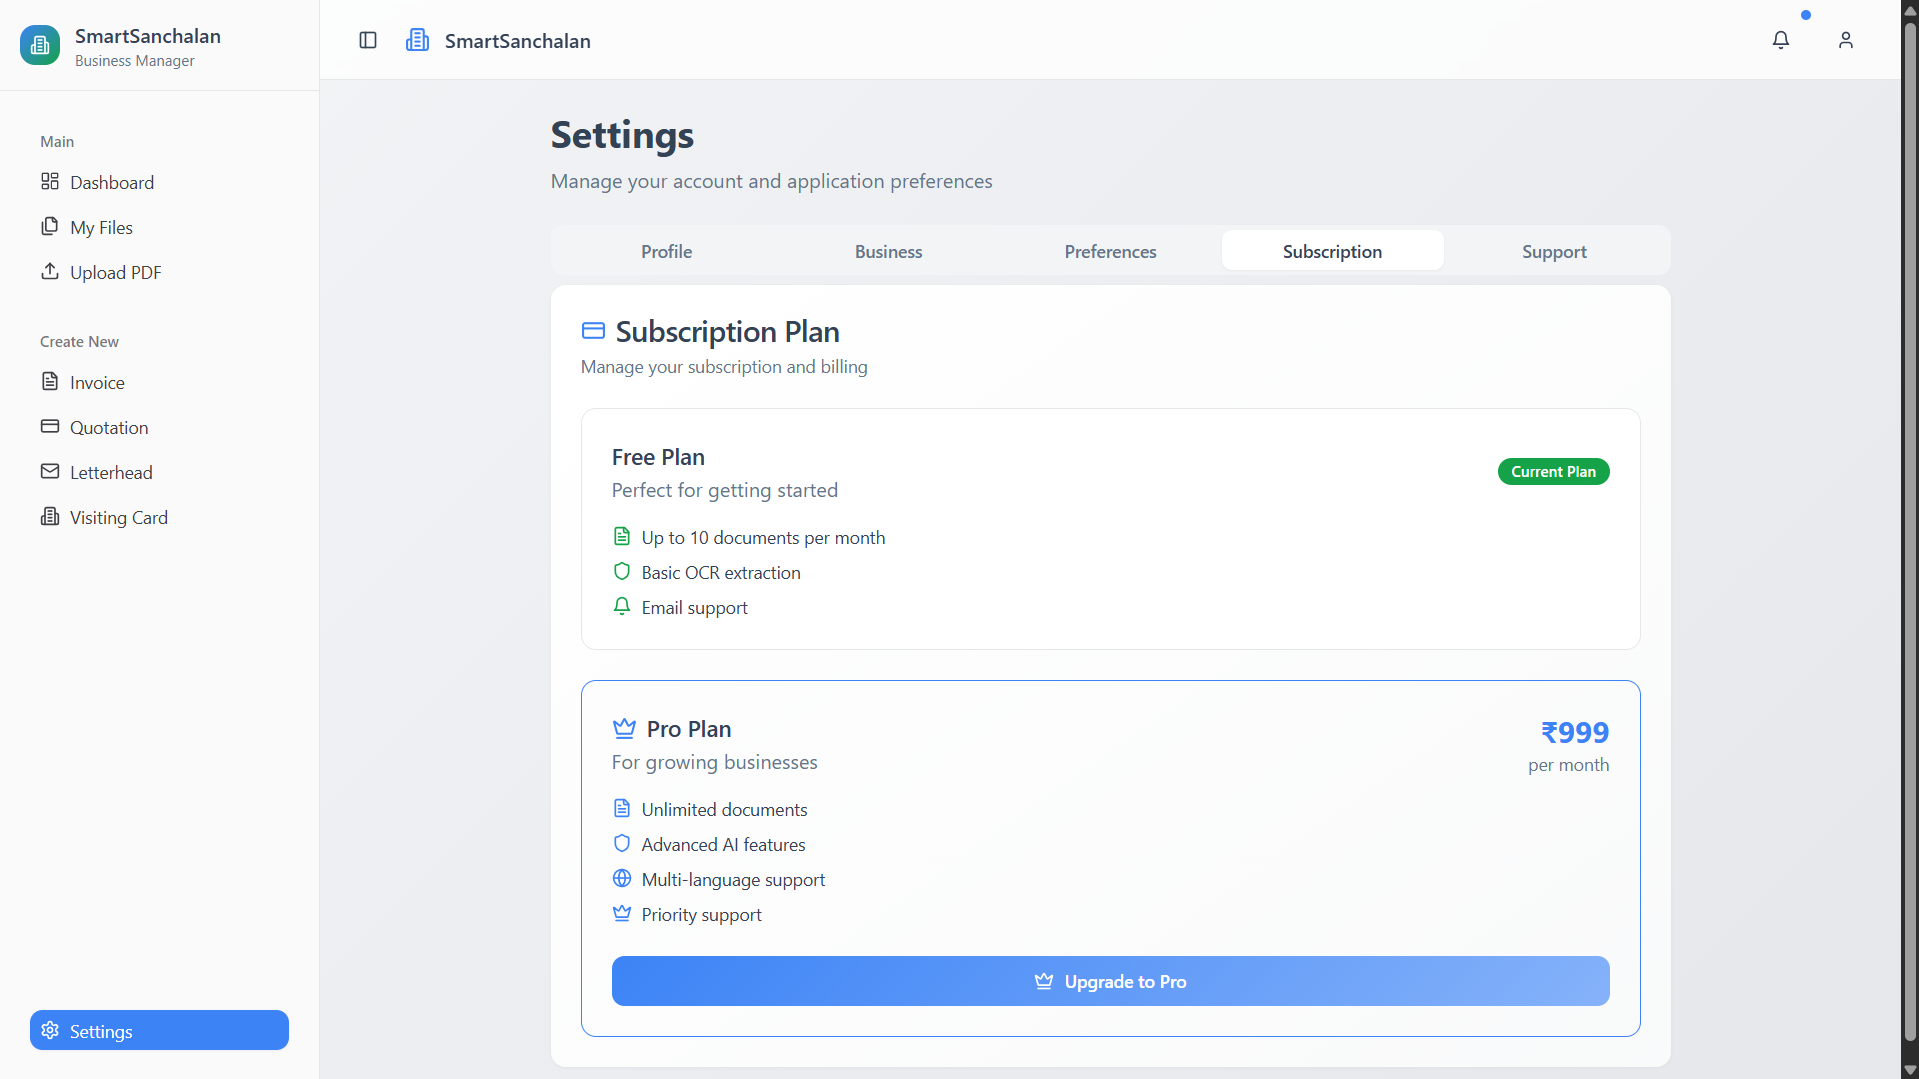 SmartSanchalan
Business Manager
Main
Dashboard
My Files
Upload PDF
Create New
Invoice
Quotation
Letterhead
Visiting Card
Settings
SmartSanchalan
Settings
Manage your account and application preferences
Profile
Business
Preferences
Subscription
Support
Subscription Plan
Manage your subscription and billing
Free Plan
Perfect for getting started
Current Plan
Up to 10 documents per month
Basic OCR extraction
Email support
Pro Plan
For growing businesses
₹999
per month
Unlimited documents
Advanced AI features
Multi-language support
Priority support
Upgrade to Pro